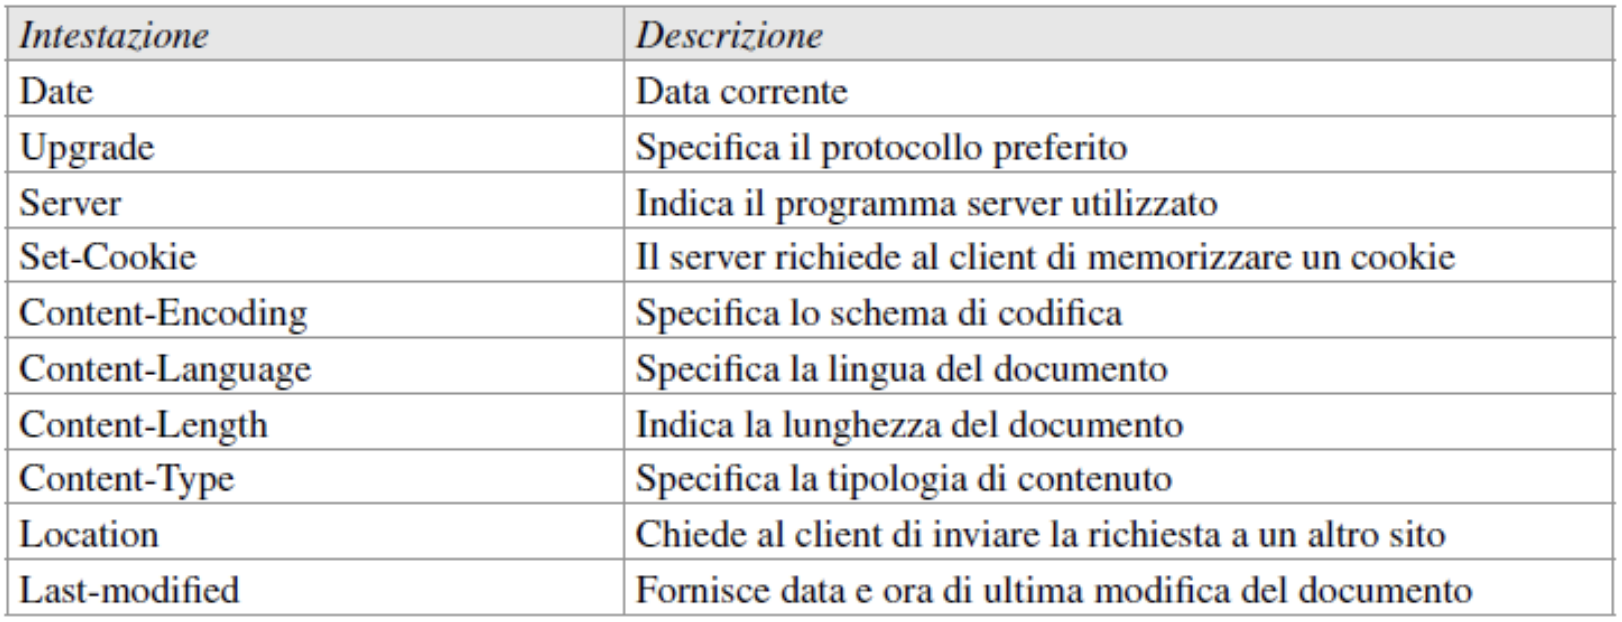 Intestazione Descrizione
Date Data corrente
Upgrade Specifica il protocollo preferito
Server Indica il programma server utilizzato
Set-Cookie Il server richiede al client di memorizzare un cookie
Content-Encoding Specifica lo schema di codifica
Content-Language Specifica la lingua del documento
Content-Length Indica la lunghezza del documento
Content-Type Specifica la tipologia di contenuto
Location Chiede al client di inviare la richiesta a un altro sito
Last-modified Fornisce data e ora di ultima modifica del documento